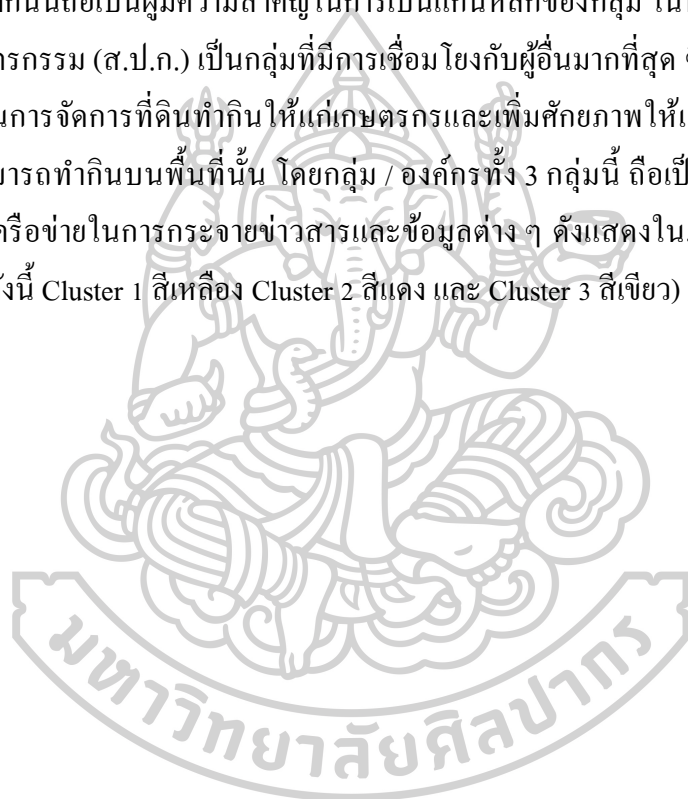 กนั้นถือเป็นผู้มีความสำคัญในการเป็นแกนหลักของกลุ่ม
ารกรรม (ส.ป.ก.) เป็นกลุ่มที่มีการเชื่อมโยงกับผู้อื่นมากที่สุด
นการจัดการที่ดินทำกินให้แก่เกษตรกรและเพิ่มศักยภาพให้
มารถทำกินบนพื้นที่นั้น โดยกลุ่ม / องค์กรทั้ง 3 กลุ่มนี้ ถือเป็
ครือข่ายในการกระจายข่าวสารและข้อมูลต่าง ๆ ดังแสดงใน
ังนี้ Cluster 1 สีเหลือง Cluster 2 สีแดง และ Cluster 3 สีเขียว)
มหาวิทยาลัยศิลปากร